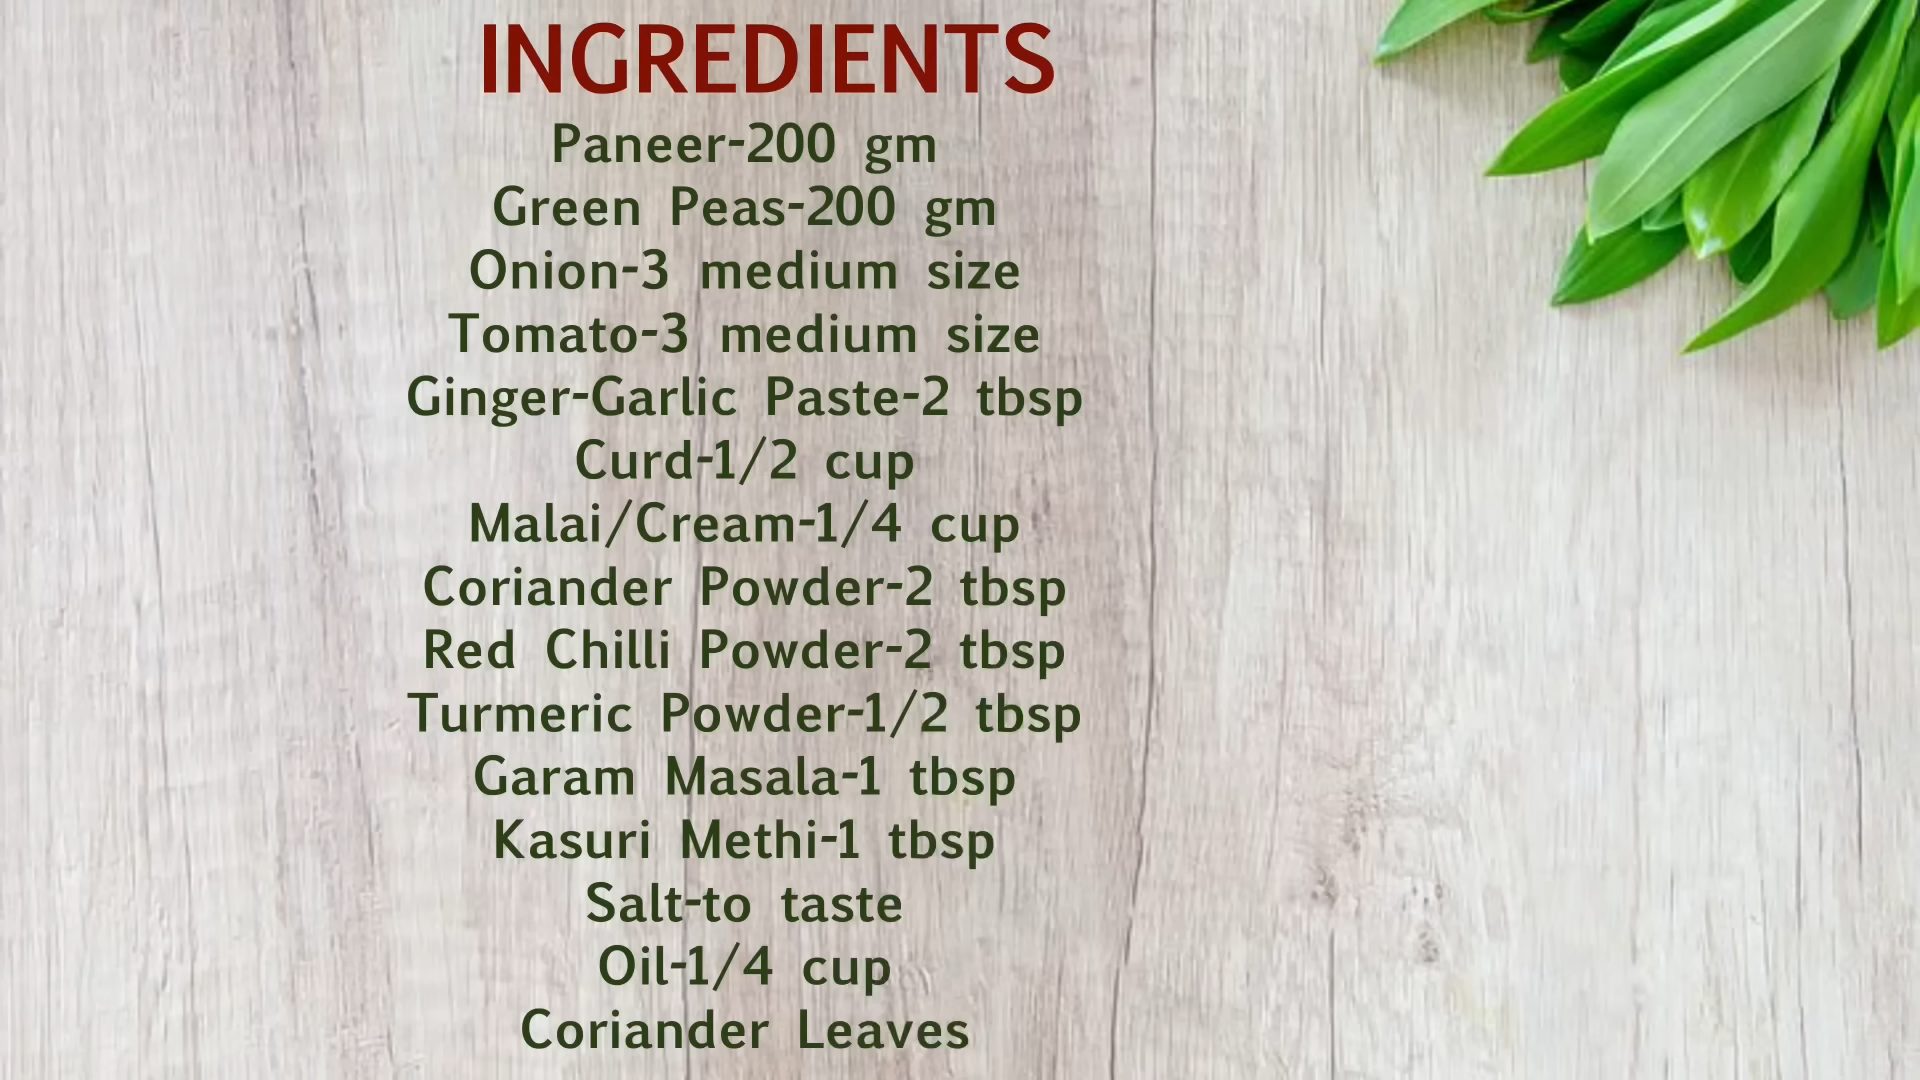 INGREDIENTS
Paneer-200 gm
Green Peas-200 gm
Onion-3 medium size
Tomato-3 medium size
Ginger-Garlic Paste-2 tbsp
Curd-1/2 cup
Malai/Cream-1/4 cup
Coriander Powder-2 tbsp
Red Chilli Powder-2 tbsp
Turmeric Powder-1/2 tbsp
Garam Masala-1 tbsp
Kasuri Methi-1 tbsp
Salt-to taste
Oil-1/4 cup
Coriander Leaves